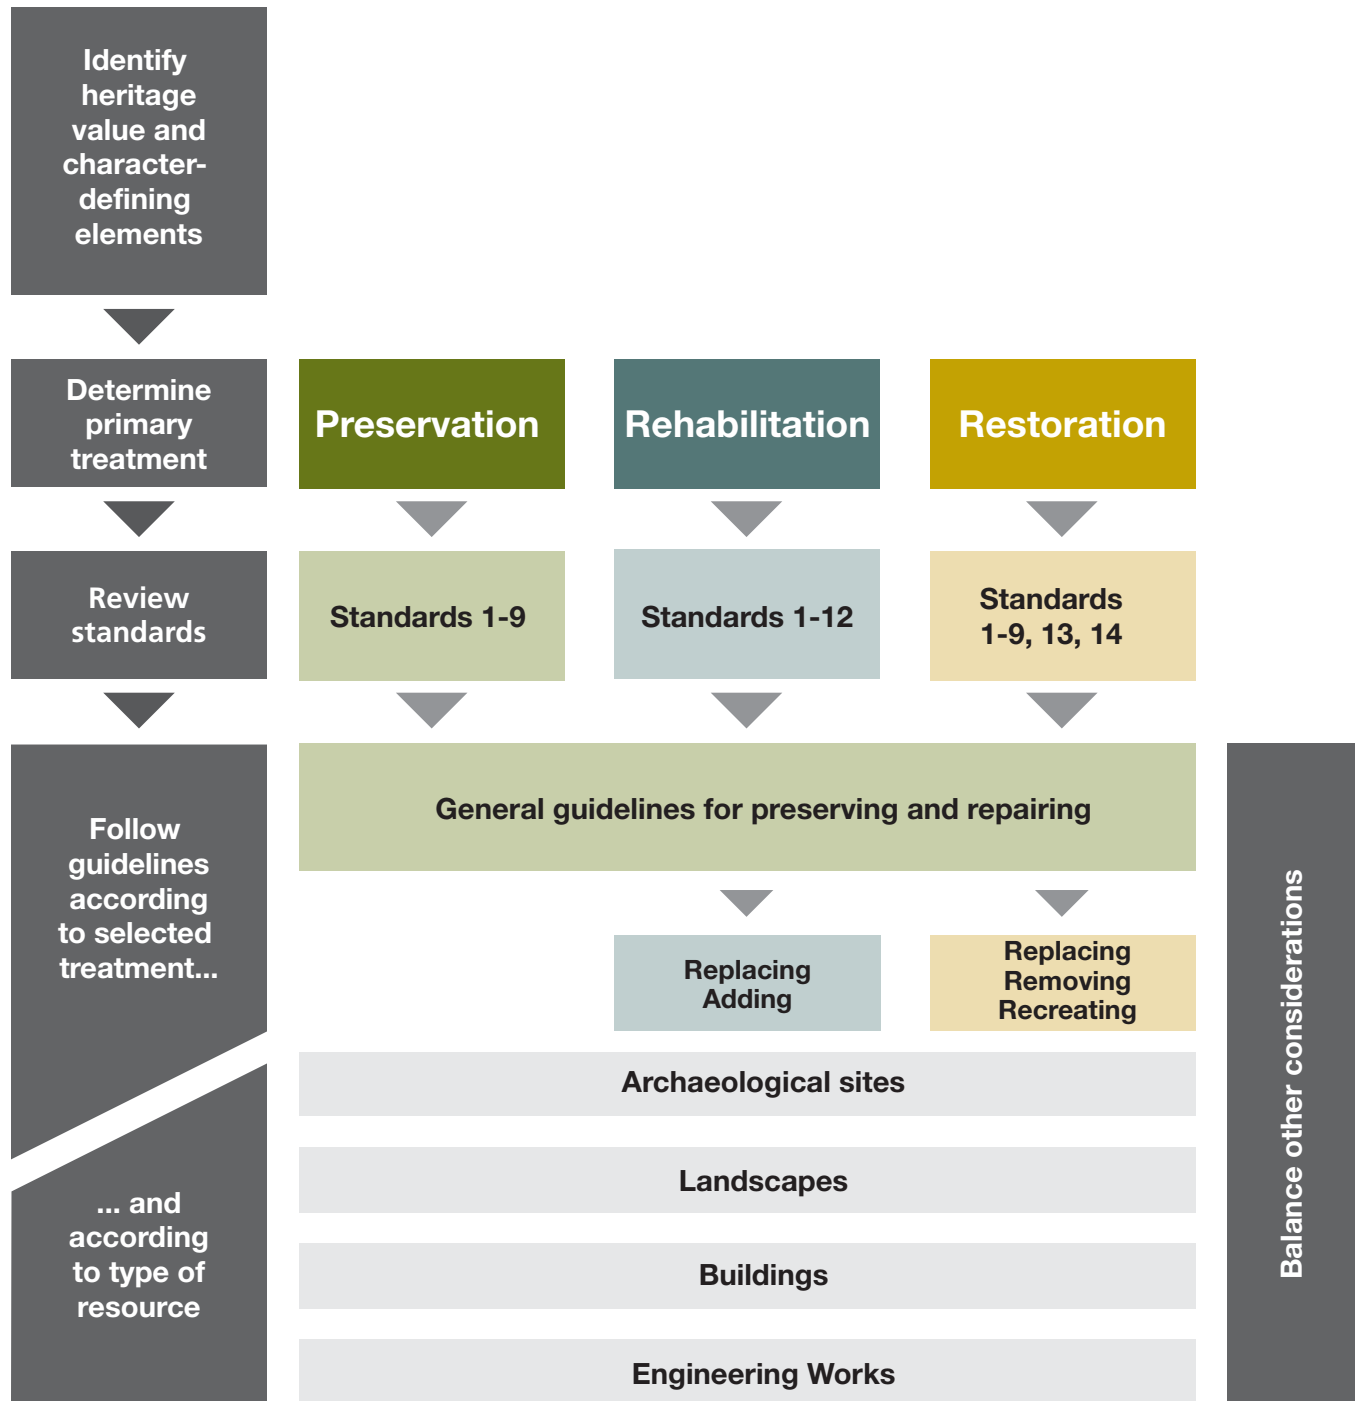 Identify
heritage
value and
character-
defining
elements
Determine
primary
treatment
Preservation
Rehabilitation
Restoration
Review
standards
Standards 1-9
Standards 1-12
Standards
1-9, 13, 14
Follow
guidelines
according
to selected
treatment...
General guidelines for preserving and repairing
Replacing
Adding
Replacing
Removing
Recreating
... and
according
to type of
resource
Archaeological sites
Landscapes
Buildings
Engineering Works
Balance other considerations